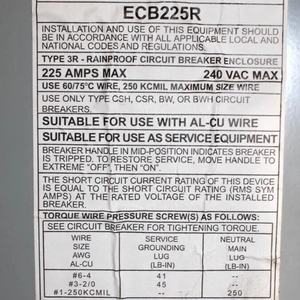 ECB225R
INSTALLATION AND USE OF THIS EQUIPMENT SHOULD
BE IN ACCORDANCE WITH ALL APPLICABLE LOCAL AND
NATIONAL CODES AND REGULATIONS.
TYPE 3R - RAINPROOF CIRCUIT BREAKER ENCLOSURE
225 AMPS MAX 240 VAC MAX
USE 60/75°C WIRE, 250 KCMIL MAXIMUM SIZE WIRE
USE ONLY TYPE CSH, CSR, BW, OR BWH CIRCUIT
BREAKERS.
SUITABLE FOR USE WITH AL-CU WIRE
SUITABLE FOR USE AS SERVICE EQUIPMENT
BREAKER HANDLE IN MID-POSITION INDICATES BREAKER
IS TRIPPED. TO RESTORE SERVICE, MOVE HANDLE TO
EXTREME "OFF", THEN "ON".
THE SHORT CIRCUIT CURRENT RATING OF THIS DEVICE
IS EQUAL TO THE SHORT CIRCUIT RATING (RMS SYM
AMPS) AT THE RATED VOLTAGE OF THE INSTALLED
BREAKER.
TORQUE WIRE PRESSURE SCREW(S) AS FOLLOWS:
SEE CIRCUIT BREAKER FOR TIGHTENING TORQUE.
WIRE SERVICE NEUTRAL
SIZE GROUNDING MAIN
AWG LUG LUG
AL-CU (LB-IN) (LB-IN)
#6-4 41 --
#3-2/0 45 --
#1-250KCMIL -- 250